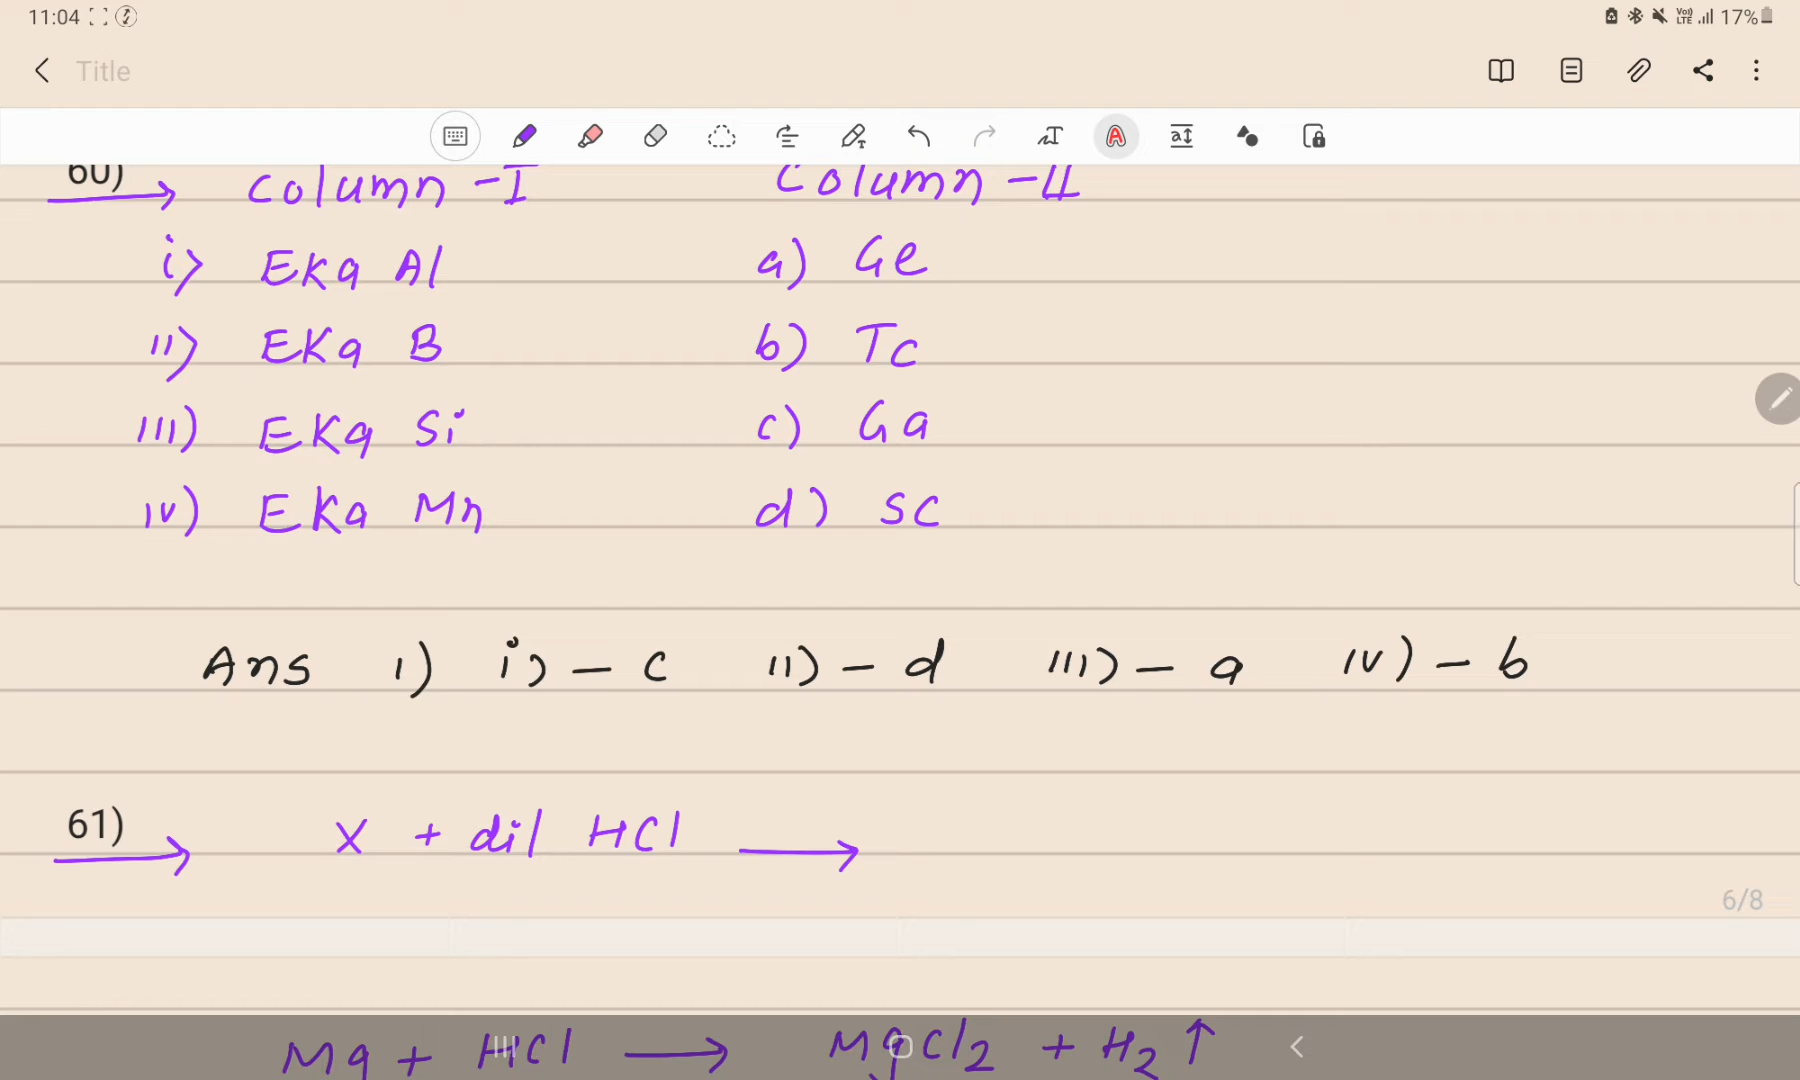 11:04 17%
Title
60) Column - I Column - II
i) EKa Al a) Ge
ii) EKa B b) Tc
iii) EKa Si c) Ga
iv) EKa Mn d) Sc
Ans 1) i) - c ii) - d iii) - a iv) - b
61) X + dil HCl →
6/8
Mg + HCl → MgCl2 + H2 ↑